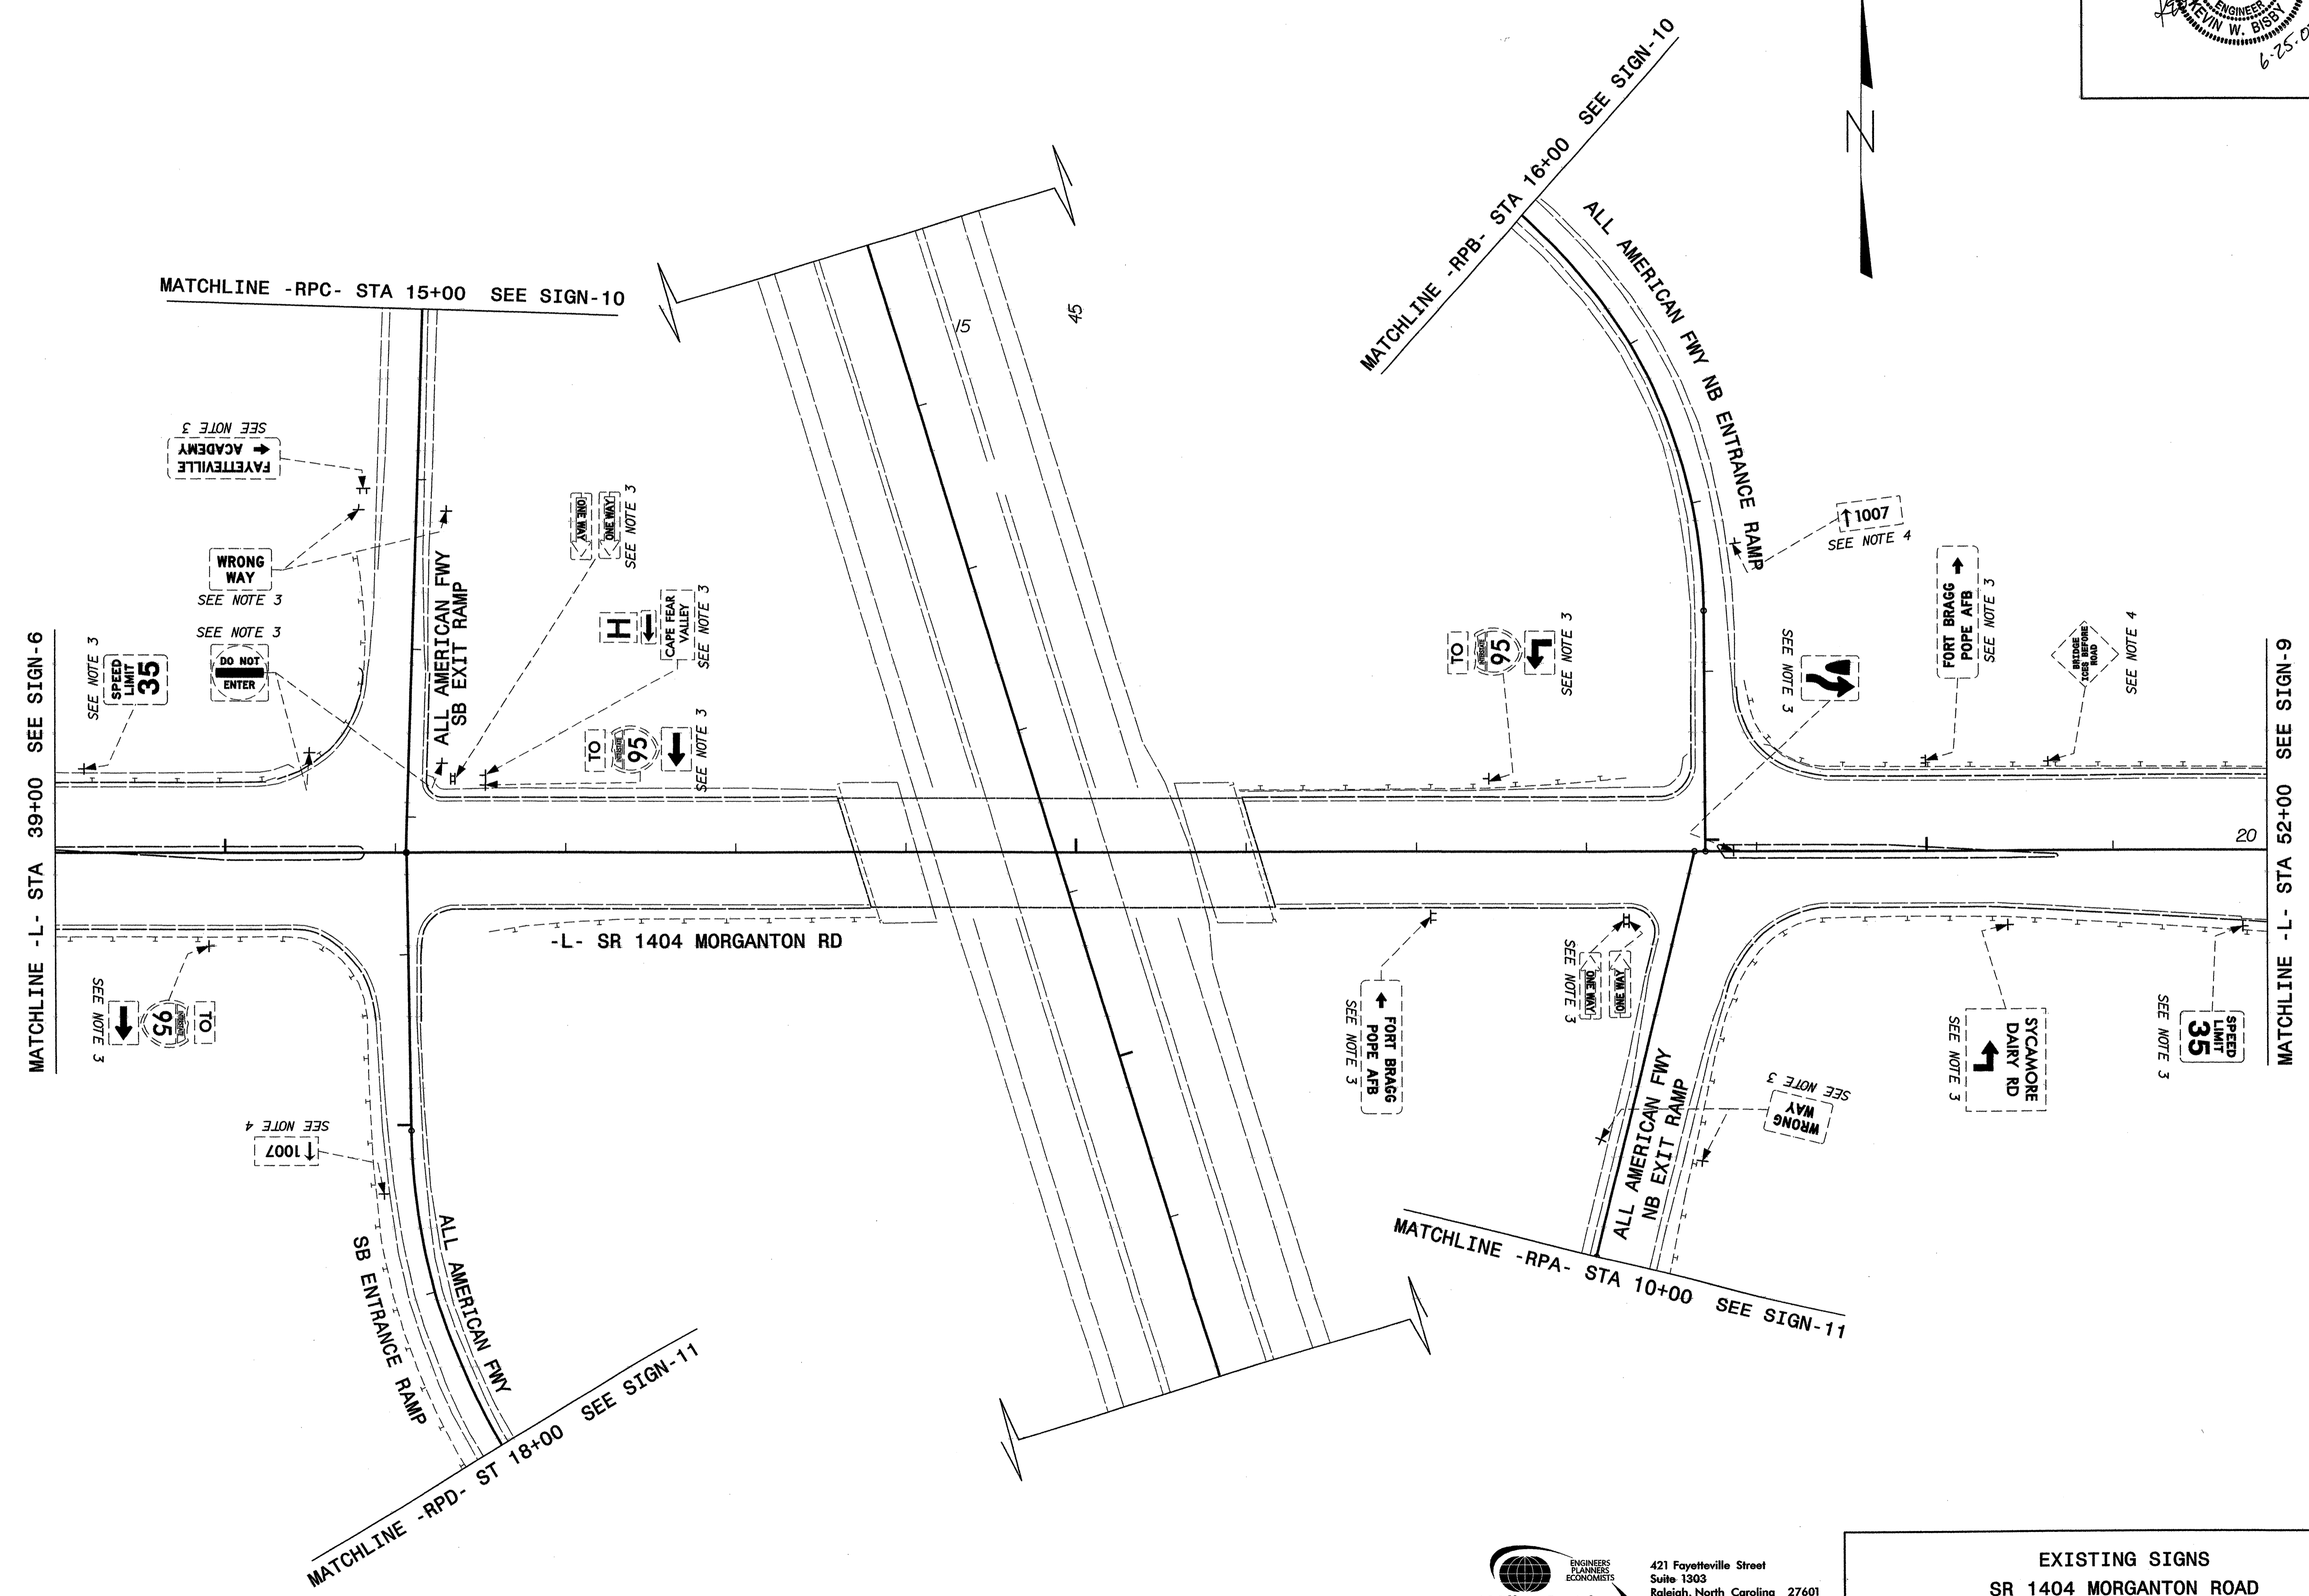 ENGINEER
KEVIN W. BISBY
MATCHLINE -RPC- STA 15+00 SEE SIGN-10
MATCHLINE -RPB- STA 16+00 SEE SIGN-10
N
15
45
ALL AMERICAN FWY NB ENTRANCE RAMP
SEE NOTE 3
FAYETTEVILLE
ACADEMY
WRONG
WAY
SEE NOTE 3
SEE NOTE 3
DO NOT
ENTER
SEE NOTE 3
SPEED
LIMIT
35
MATCHLINE -L- STA 39+00 SEE SIGN-6
ALL AMERICAN FWY
SB EXIT RAMP
ONE WAY
ONE WAY
SEE NOTE 3
H
CAPE FEAR
VALLEY
SEE NOTE 3
TO
INTERSTATE
95
SEE NOTE 3
TO
INTERSTATE
95
SEE NOTE 3
1007
SEE NOTE 4
SEE NOTE 3
FORT BRAGG
POPE AFB
SEE NOTE 3
BRIDGE
ICES BEFORE
ROAD
SEE NOTE 4
MATCHLINE -L- STA 52+00 SEE SIGN-9
20
-L- SR 1404 MORGANTON RD
SEE NOTE 3
TO
INTERSTATE
95
SEE NOTE 4
1007
SB ENTRANCE RAMP
ALL AMERICAN FWY
MATCHLINE -RPD- ST 18+00 SEE SIGN-11
FORT BRAGG
POPE AFB
SEE NOTE 3
SEE NOTE 3
ONE WAY
ONE WAY
ALL AMERICAN FWY
NB EXIT RAMP
SEE NOTE 3
WRONG
WAY
MATCHLINE -RPA- STA 10+00 SEE SIGN-11
SYCAMORE
DAIRY RD
SEE NOTE 3
SPEED
LIMIT
35
SEE NOTE 3
ENGINEERS
PLANNERS
ECONOMISTS
421 Fayetteville Street
Suite 1303
Raleigh, North Carolina 27601
EXISTING SIGNS
SR 1404 MORGANTON ROAD